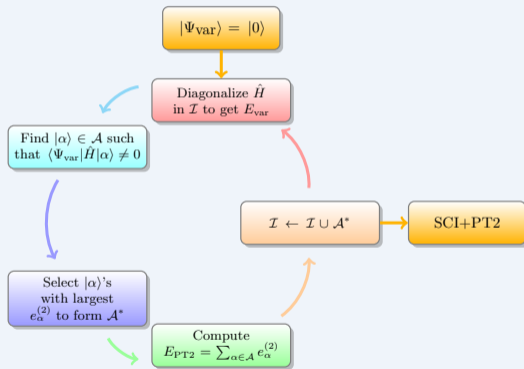 |Ψvar⟩ = |0⟩
Diagonalize Ĥ
in ℐ to get Evar
Find |α⟩ ∈ 𝒜 such
that ⟨Ψvar|Ĥ|α⟩ ≠ 0
ℐ ← ℐ ∪ 𝒜*
SCI+PT2
Select |α⟩'s
with largest
eα(2) to form 𝒜*
Compute
EPT2 = ∑α∈𝒜 eα(2)